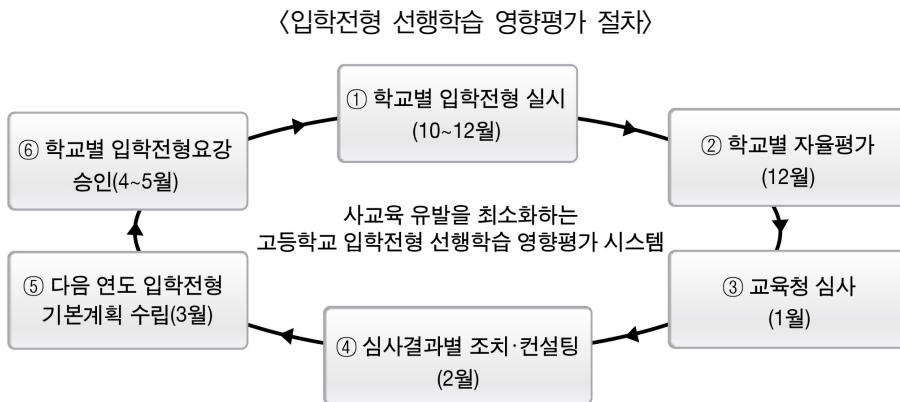 〈입학전형 선행학습 영향평가 절차〉
① 학교별 입학전형 실시
(10~12월)
② 학교별 자율평가
(12월)
③ 교육청 심사
(1월)
④ 심사결과별 조치·컨설팅
(2월)
⑤ 다음 연도 입학전형
기본계획 수립(3월)
⑥ 학교별 입학전형요강
승인(4~5월)
사교육 유발을 최소화하는
고등학교 입학전형 선행학습 영향평가 시스템